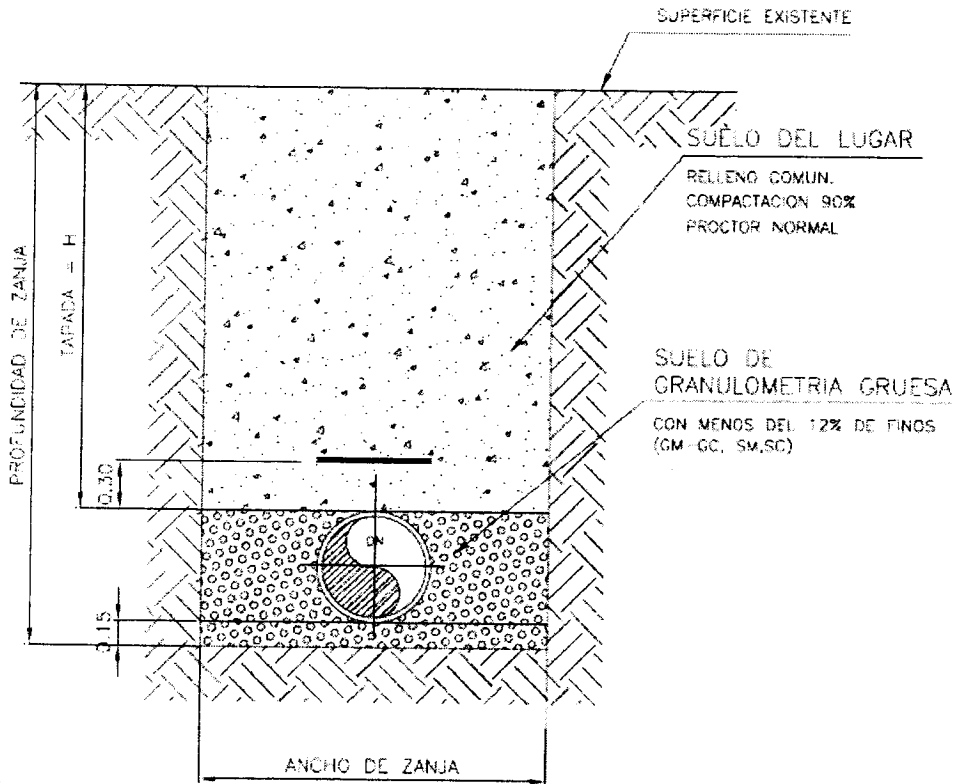 SUPERFICIE EXISTENTE
SUELO DEL LUGAR
RELLENO COMUN.
COMPACTACION 90%
PROCTOR NORMAL
PROFUNDIDAD DE ZANJA
TAPADA = H
SUELO DE
GRANULOMETRIA GRUESA
CON MENOS DEL 12% DE FINOS
(GM-GC, SM,SC)
0.30
DN
0.15
ANCHO DE ZANJA